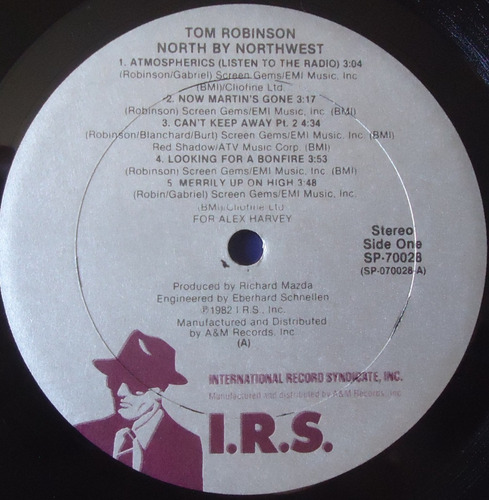 TOM ROBINSON
NORTH BY NORTHWEST
1. ATMOSPHERICS (LISTEN TO THE RADIO) 3:04
(Robinson/Gabriel) Screen Gems/EMI Music, Inc.
(BMI)/Cliofine Ltd.
2. NOW MARTIN'S GONE 3:17
(Robinson) Screen Gems/EMI Music, Inc. (BMI)
3. CAN'T KEEP AWAY Pt. 2 4:34
(Robinson/Blanchard/Burt) Screen Gems/EMI Music, Inc. (BMI)
Red Shadow/ATV Music Corp. (BMI)
4. LOOKING FOR A BONFIRE 3:53
(Robinson) Screen Gems/EMI Music, Inc. (BMI)
5. MERRILY UP ON HIGH 3:48
(Robin/Gabriel) Screen Gems/EMI Music, Inc.
(BMI)/Cliofine Ltd.
FOR ALEX HARVEY
Stereo
Side One
SP-70028
(SP-070028-A)
Produced by Richard Mazda
Engineered by Eberhard Schnellen
℗1982 I.R.S., Inc.
Manufactured and Distributed
by A&M Records, Inc.
(A)
INTERNATIONAL RECORD SYNDICATE, INC.
Manufactured and distributed by A&M Records, Inc.
I.R.S.